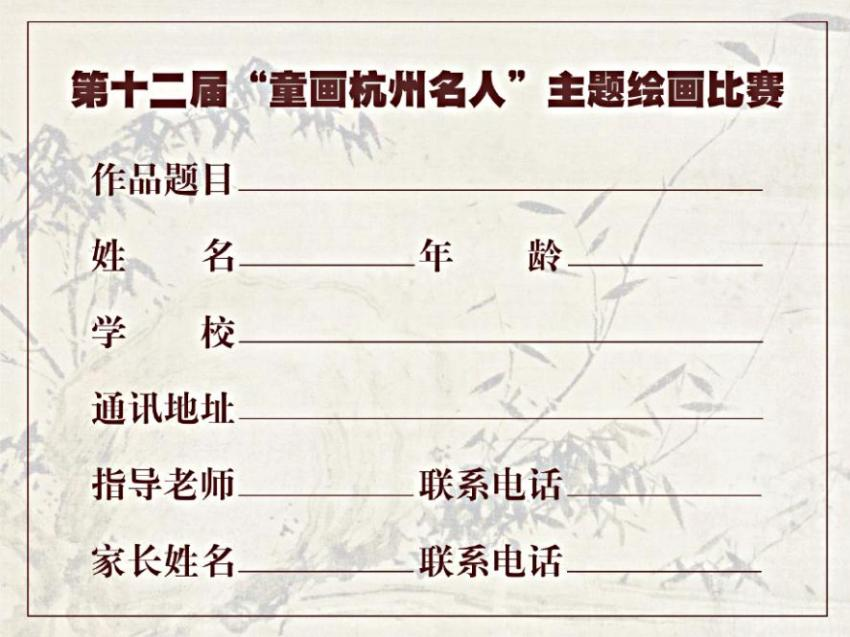 第十二届“童画杭州名人”主题绘画比赛
作品题目
姓 名 年 龄
学 校
通讯地址
指导老师 联系电话
家长姓名 联系电话